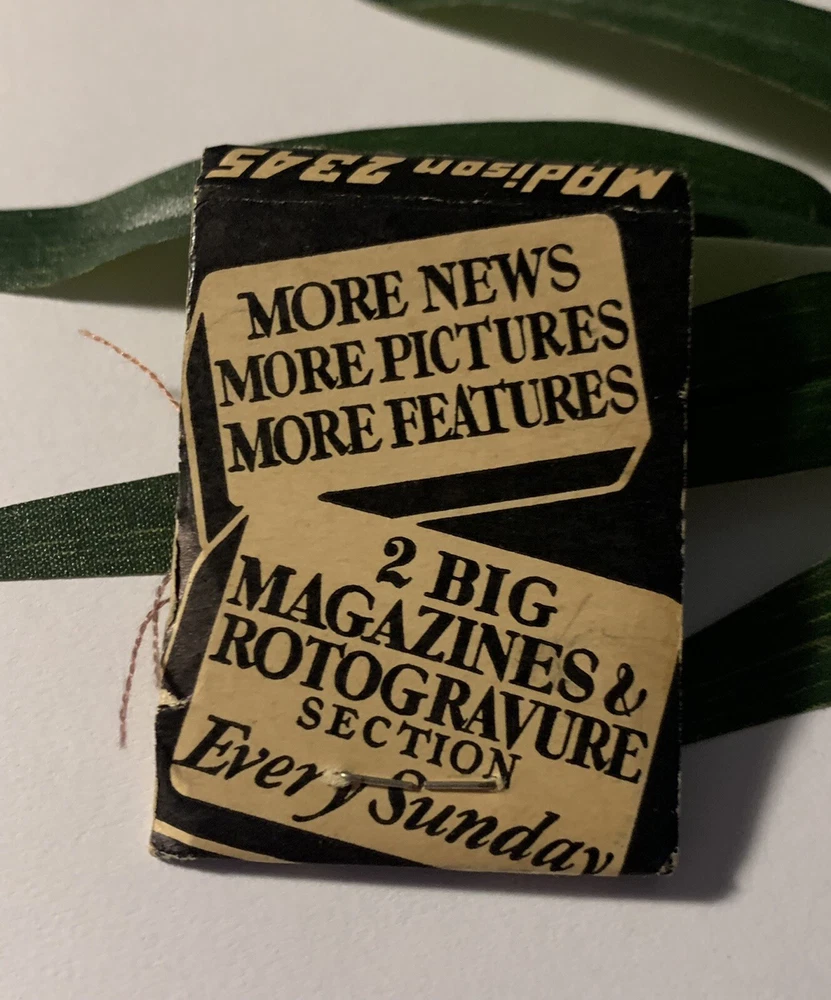 MAdison 2345
MORE NEWS
MORE PICTURES
MORE FEATURES
2 BIG
MAGAZINES &
ROTOGRAVURE
SECTION
Every Sunday